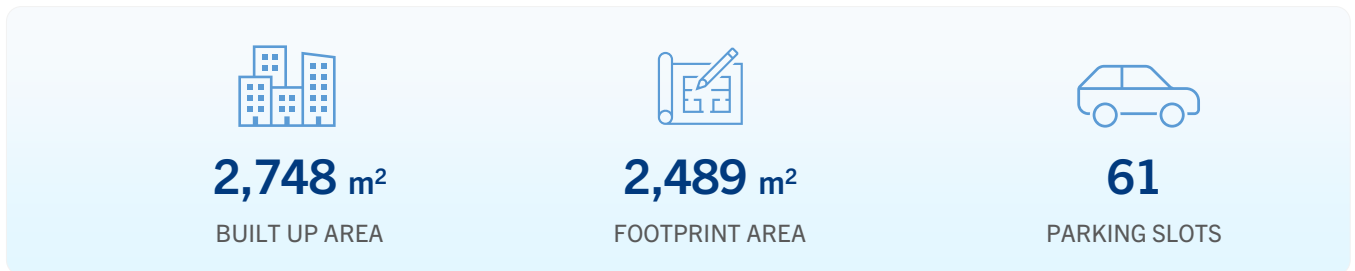 2,748 m²
BUILT UP AREA
2,489 m²
FOOTPRINT AREA
61
PARKING SLOTS